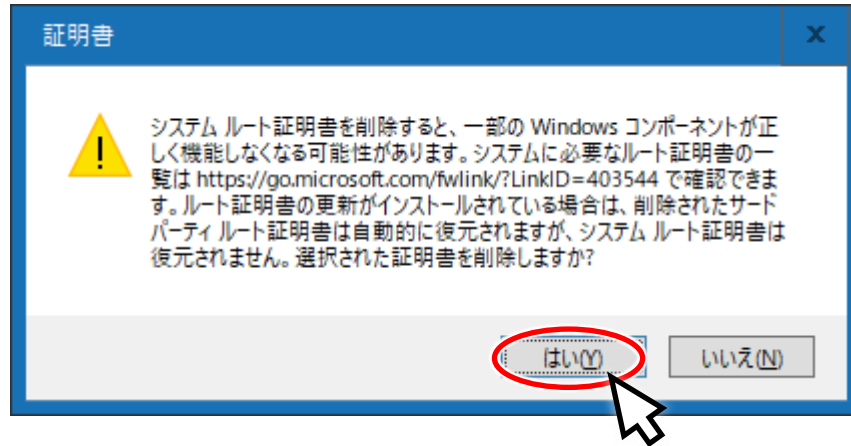 証明書
x
システム ルート証明書を削除すると、一部の Windows コンポーネントが正
しく機能しなくなる可能性があります。システムに必要なルート証明書の一
覧は https://go.microsoft.com/fwlink/?LinkID=403544 で確認できま
す。ルート証明書の更新がインストールされている場合は、削除されたサード
パーティ ルート証明書は自動的に復元されますが、システム ルート証明書は
復元されません。選択された証明書を削除しますか?
はい(Y)
いいえ(N)